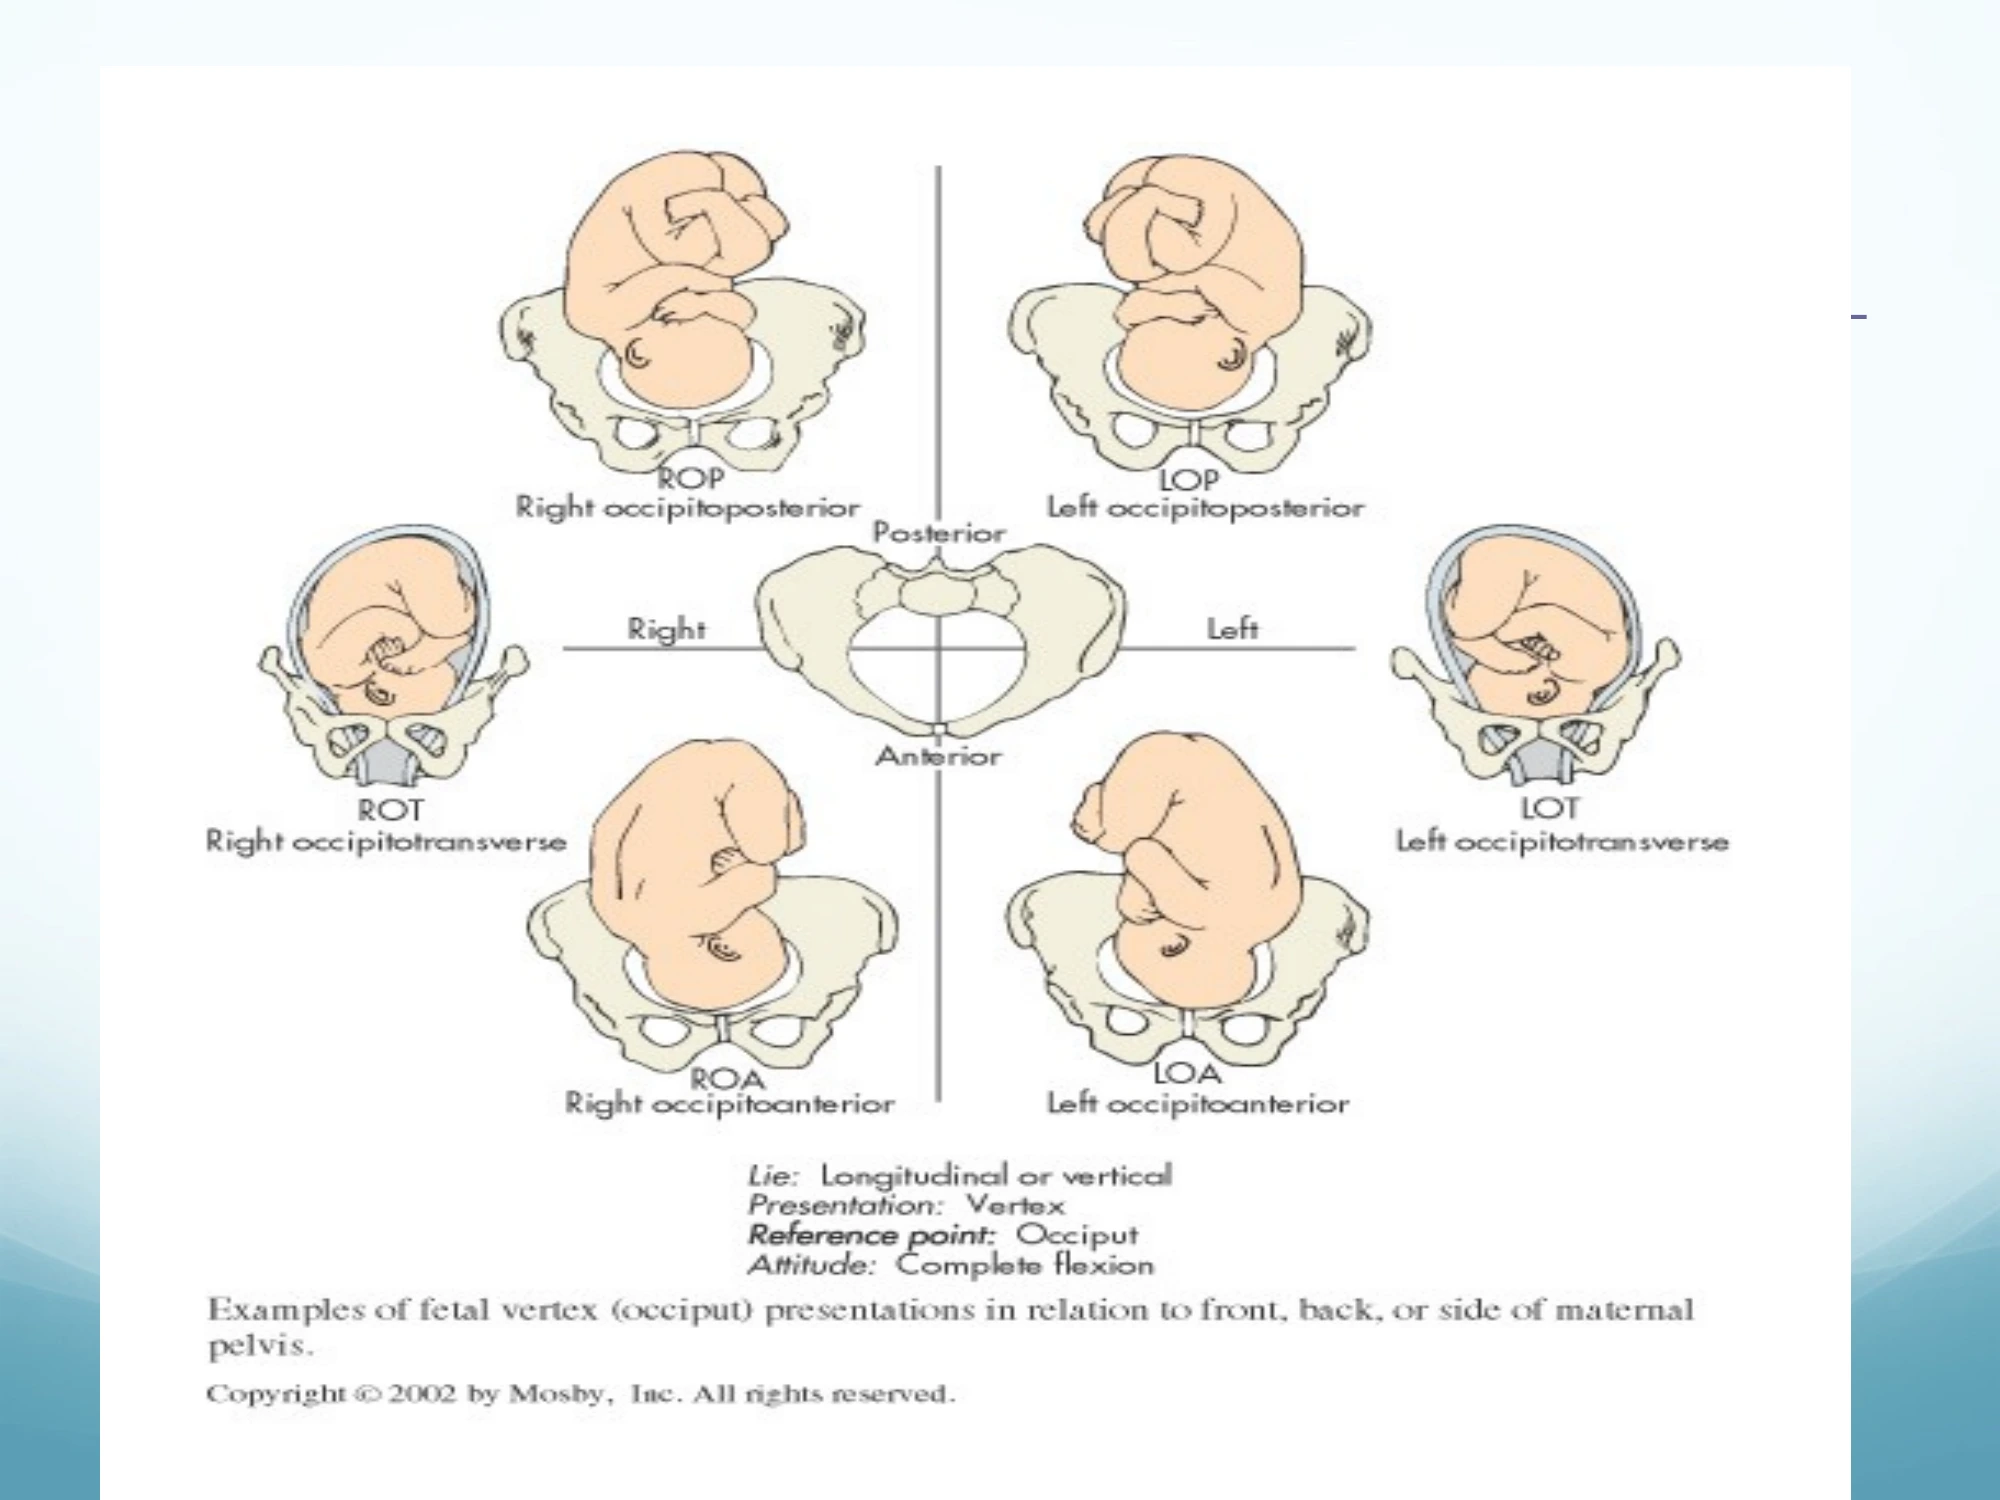 ROP
Right occipitoposterior
LOP
Left occipitoposterior
Posterior
Right
Left
Anterior
ROT
Right occipitotransverse
LOT
Left occipitotransverse
ROA
Right occipitoanterior
LOA
Left occipitoanterior
Lie: Longitudinal or vertical
Presentation: Vertex
Reference point: Occiput
Attitude: Complete flexion
Examples of fetal vertex (occiput) presentations in relation to front, back, or side of maternal
pelvis.
Copyright © 2002 by Mosby, Inc. All rights reserved.